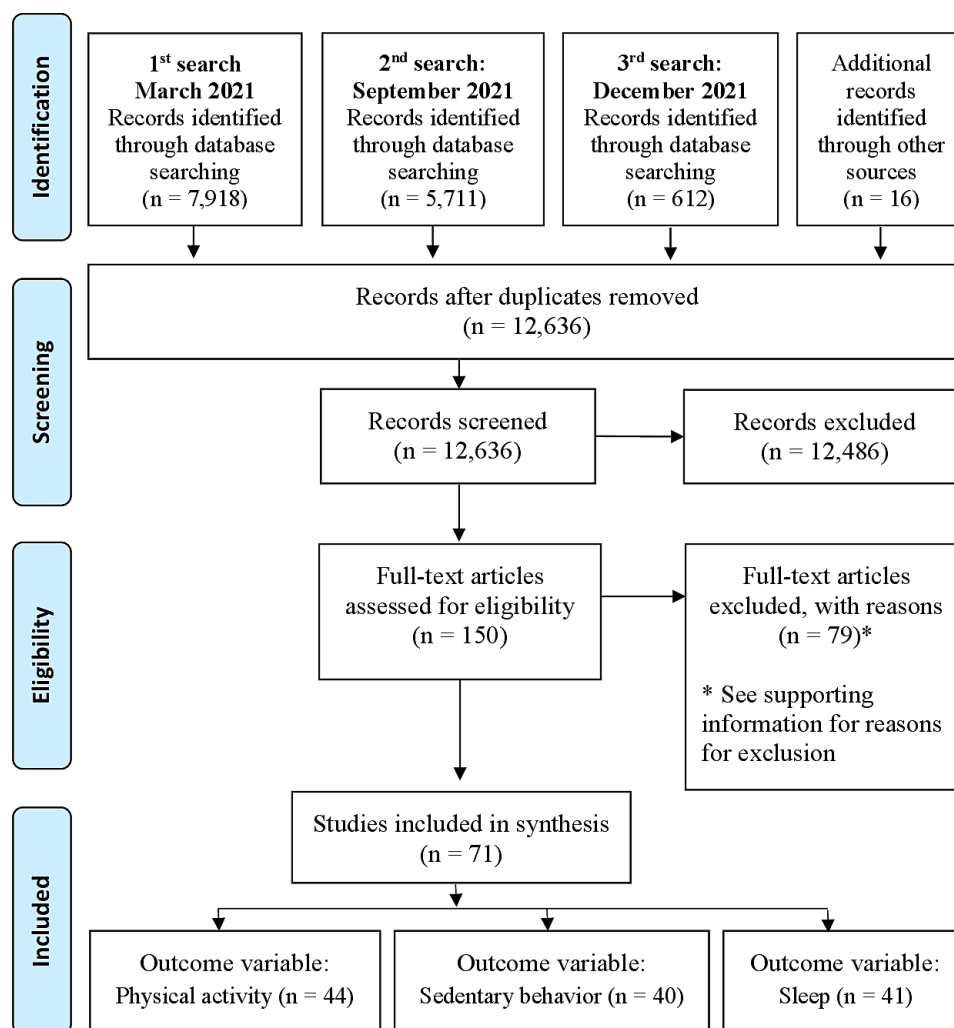 Identification
1st search
March 2021
Records identified
through database
searching
(n = 7,918)
2nd search:
September 2021
Records identified
through database
searching
(n = 5,711)
3rd search:
December 2021
Records identified
through database
searching
(n = 612)
Additional
records
identified
through other
sources
(n = 16)
Screening
Records after duplicates removed
(n = 12,636)
Records screened
(n = 12,636)
Records excluded
(n = 12,486)
Eligibility
Full-text articles
assessed for eligibility
(n = 150)
Full-text articles
excluded, with reasons
(n = 79)*
* See supporting
information for reasons
for exclusion
Included
Studies included in synthesis
(n = 71)
Outcome variable:
Physical activity (n = 44)
Outcome variable:
Sedentary behavior (n = 40)
Outcome variable:
Sleep (n = 41)